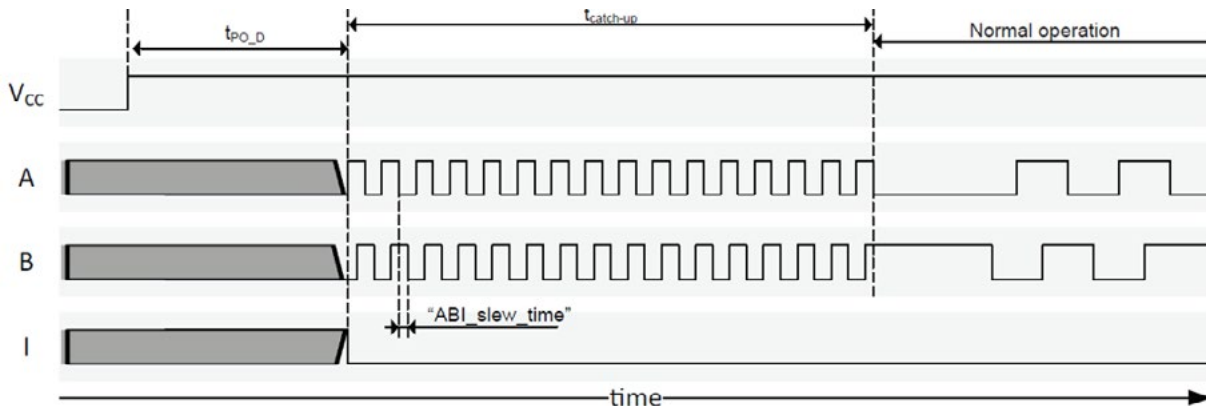 tcatch-up
tPO_D
Normal operation
VCC
A
B
"ABI_slew_time"
I
time